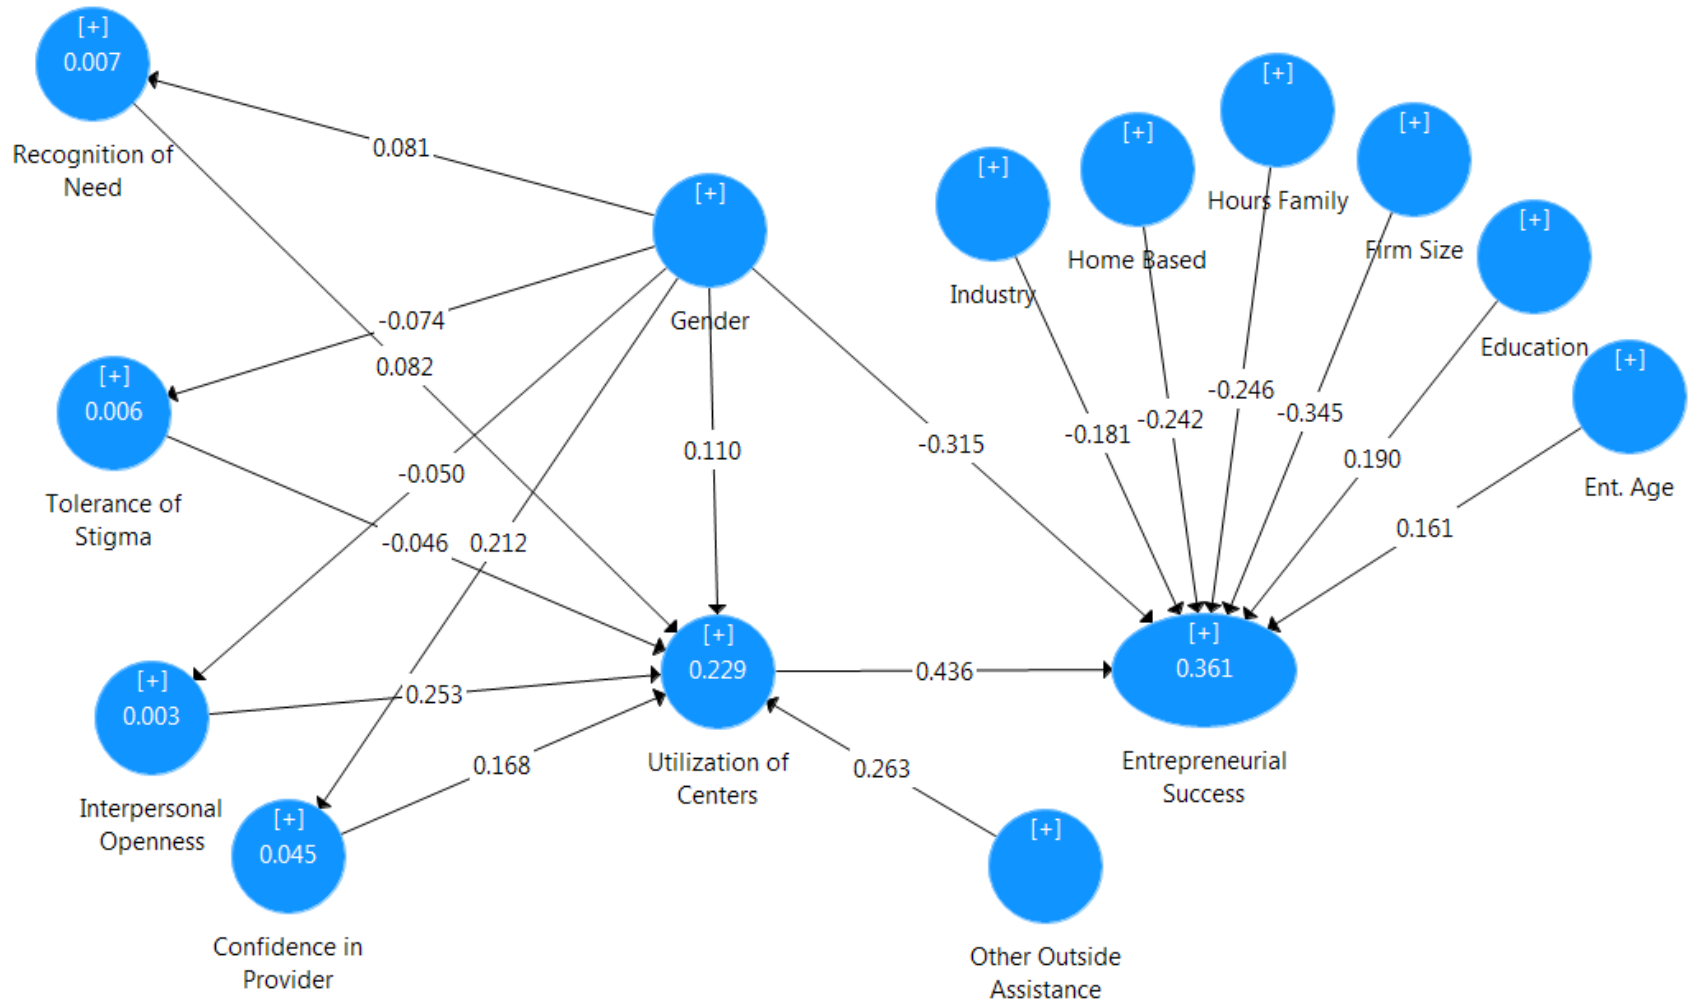 [+]
0.007
Recognition of
Need
0.081
[+]
Gender
[+]
Industry
[+]
Home Based
[+]
Hours Family
[+]
Firm Size
[+]
Education
[+]
Ent. Age
-0.074
0.082
[+]
0.006
Tolerance of
Stigma
-0.050
0.110
-0.315
-0.181
-0.242
-0.246
-0.345
0.190
0.161
-0.046
0.212
[+]
0.003
Interpersonal
Openness
0.253
[+]
0.229
Utilization of
Centers
0.436
[+]
0.361
Entrepreneurial
Success
0.168
0.263
[+]
0.045
Confidence in
Provider
[+]
Other Outside
Assistance